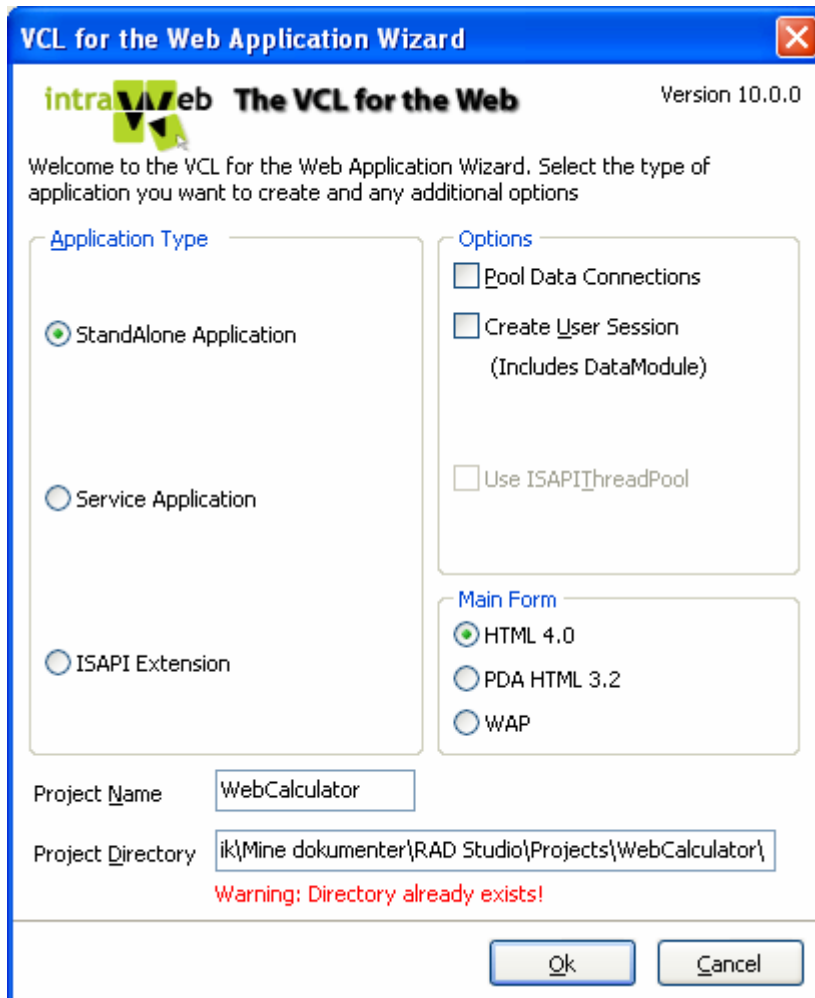 VCL for the Web Application Wizard
intraWeb The VCL for the Web
Version 10.0.0
Welcome to the VCL for the Web Application Wizard. Select the type of
application you want to create and any additional options
Application Type
StandAlone Application
Service Application
ISAPI Extension
Options
Pool Data Connections
Create User Session
(Includes DataModule)
Use ISAPIThreadPool
Main Form
HTML 4.0
PDA HTML 3.2
WAP
Project Name WebCalculator
Project Directory ik\Mine dokumenter\RAD Studio\Projects\WebCalculator\
Warning: Directory already exists!
Ok Cancel